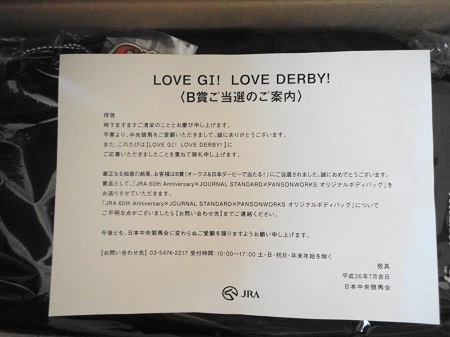 LOVE GI! LOVE DERBY!
〈B賞ご当選のご案内〉
拝啓
時下ますますご清栄のこととお慶び申し上げます。
平素より、中央競馬をご愛顧いただきまして、誠にありがとうございます。
また、このたびは【LOVE GI! LOVE DERBY!】に
ご応募いただきましたことを重ねて御礼申し上げます。
厳正なる抽選の結果、お客様はB賞(オークス&日本ダービーで当たる!)にご当選されました。誠におめでとうございます。
賞品として、「JRA 60th Anniversary×JOURNAL STANDARD×PANSONWORKS オリジナルボディバッグ」を
お送りさせていただきます。
「JRA 60th Anniversary×JOURNAL STANDARD×PANSONWORKS オリジナルボディバッグ」について
ご不明な点がございましたら【お問い合わせ先】までご連絡ください。
今後とも、日本中央競馬会に変わらぬご愛顧を賜りますようお願い申し上げます。
【お問い合わせ先】 03-5474-2217 受付時間:10:00〜17:00 土・日・祝日・年末年始を除く
敬具
平成26年7月吉日
日本中央競馬会
JRA